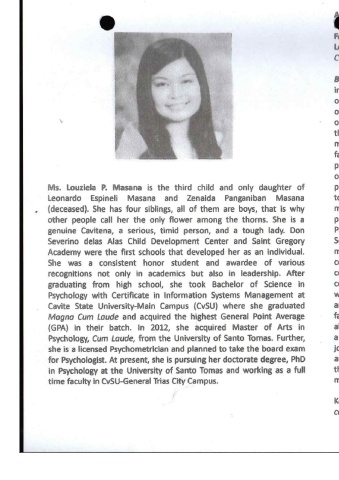 Ms. Louziela P. Masana is the third child and only daughter of
Leonardo Espineli Masana and Zenaida Panganiban Masana
(deceased). She has four siblings, all of them are boys, that is why
other people call her the only flower among the thorns. She is a
genuine Cavitena, a serious, timid person, and a tough lady. Don
Severino delas Alas Child Development Center and Saint Gregory
Academy were the first schools that developed her as an individual.
She was a consistent honor student and awardee of various
recognitions not only in academics but also in leadership. After
graduating from high school, she took Bachelor of Science in
Psychology with Certificate in Information Systems Management at
Cavite State University-Main Campus (CvSU) where she graduated
Magna Cum Laude and acquired the highest General Point Average
(GPA) in their batch. In 2012, she acquired Master of Arts in
Psychology, Cum Laude, from the University of Santo Tomas. Further,
she is a licensed Psychometrician and planned to take the board exam
for Psychologist. At present, she is pursuing her doctorate degree, PhD
in Psychology at the University of Santo Tomas and working as a full
time faculty in CvSU-General Trias City Campus.